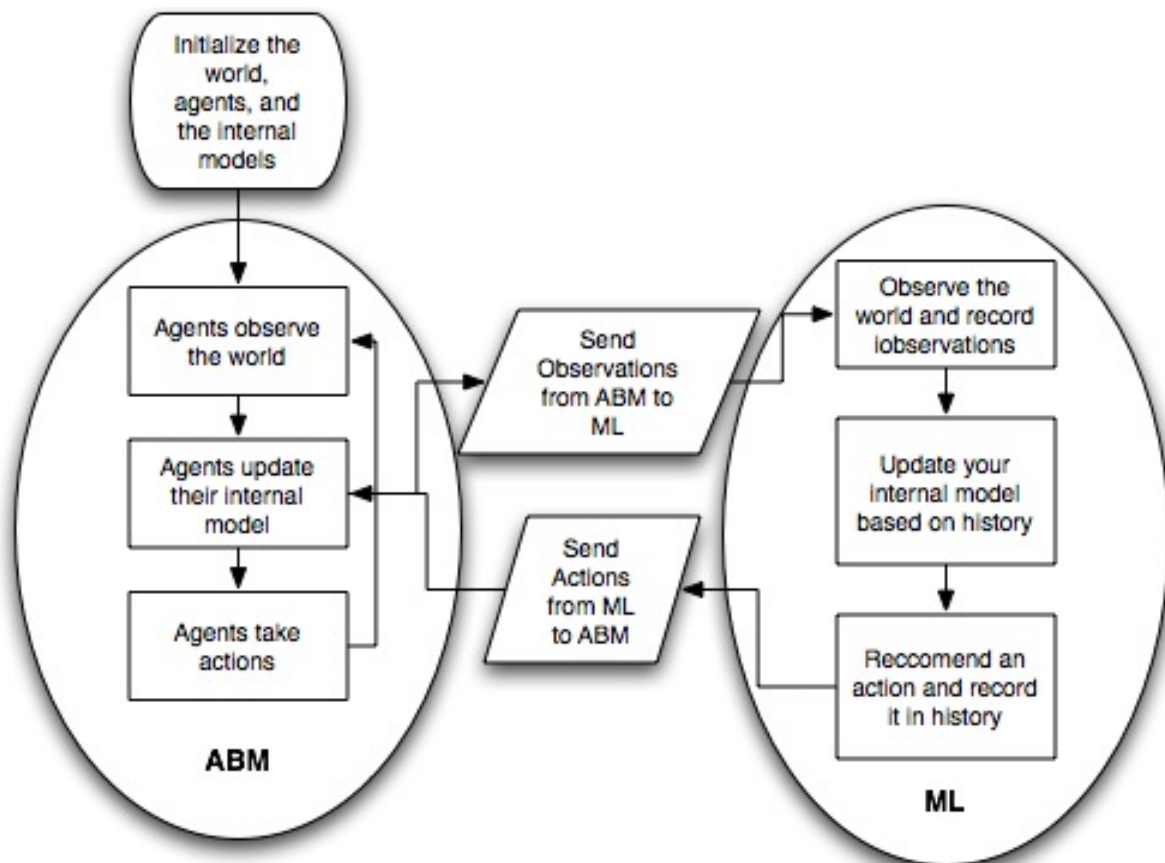 Initialize the
world,
agents, and
the internal
models
Agents observe
the world
Agents update
their internal
model
Agents take
actions
ABM
Send
Observations
from ABM to
ML
Send
Actions
from ML
to ABM
Observe the
world and record
iobservations
Update your
internal model
based on history
Reccomend an
action and record
it in history
ML